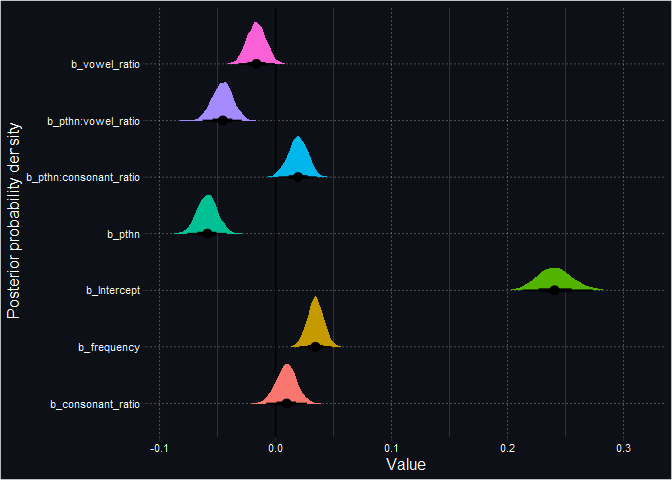 Posterior probability density
b_vowel_ratio
b_pthn:vowel_ratio
b_pthn:consonant_ratio
b_pthn
b_Intercept
b_frequency
b_consonant_ratio
-0.1 0.0 0.1 0.2 0.3
Value